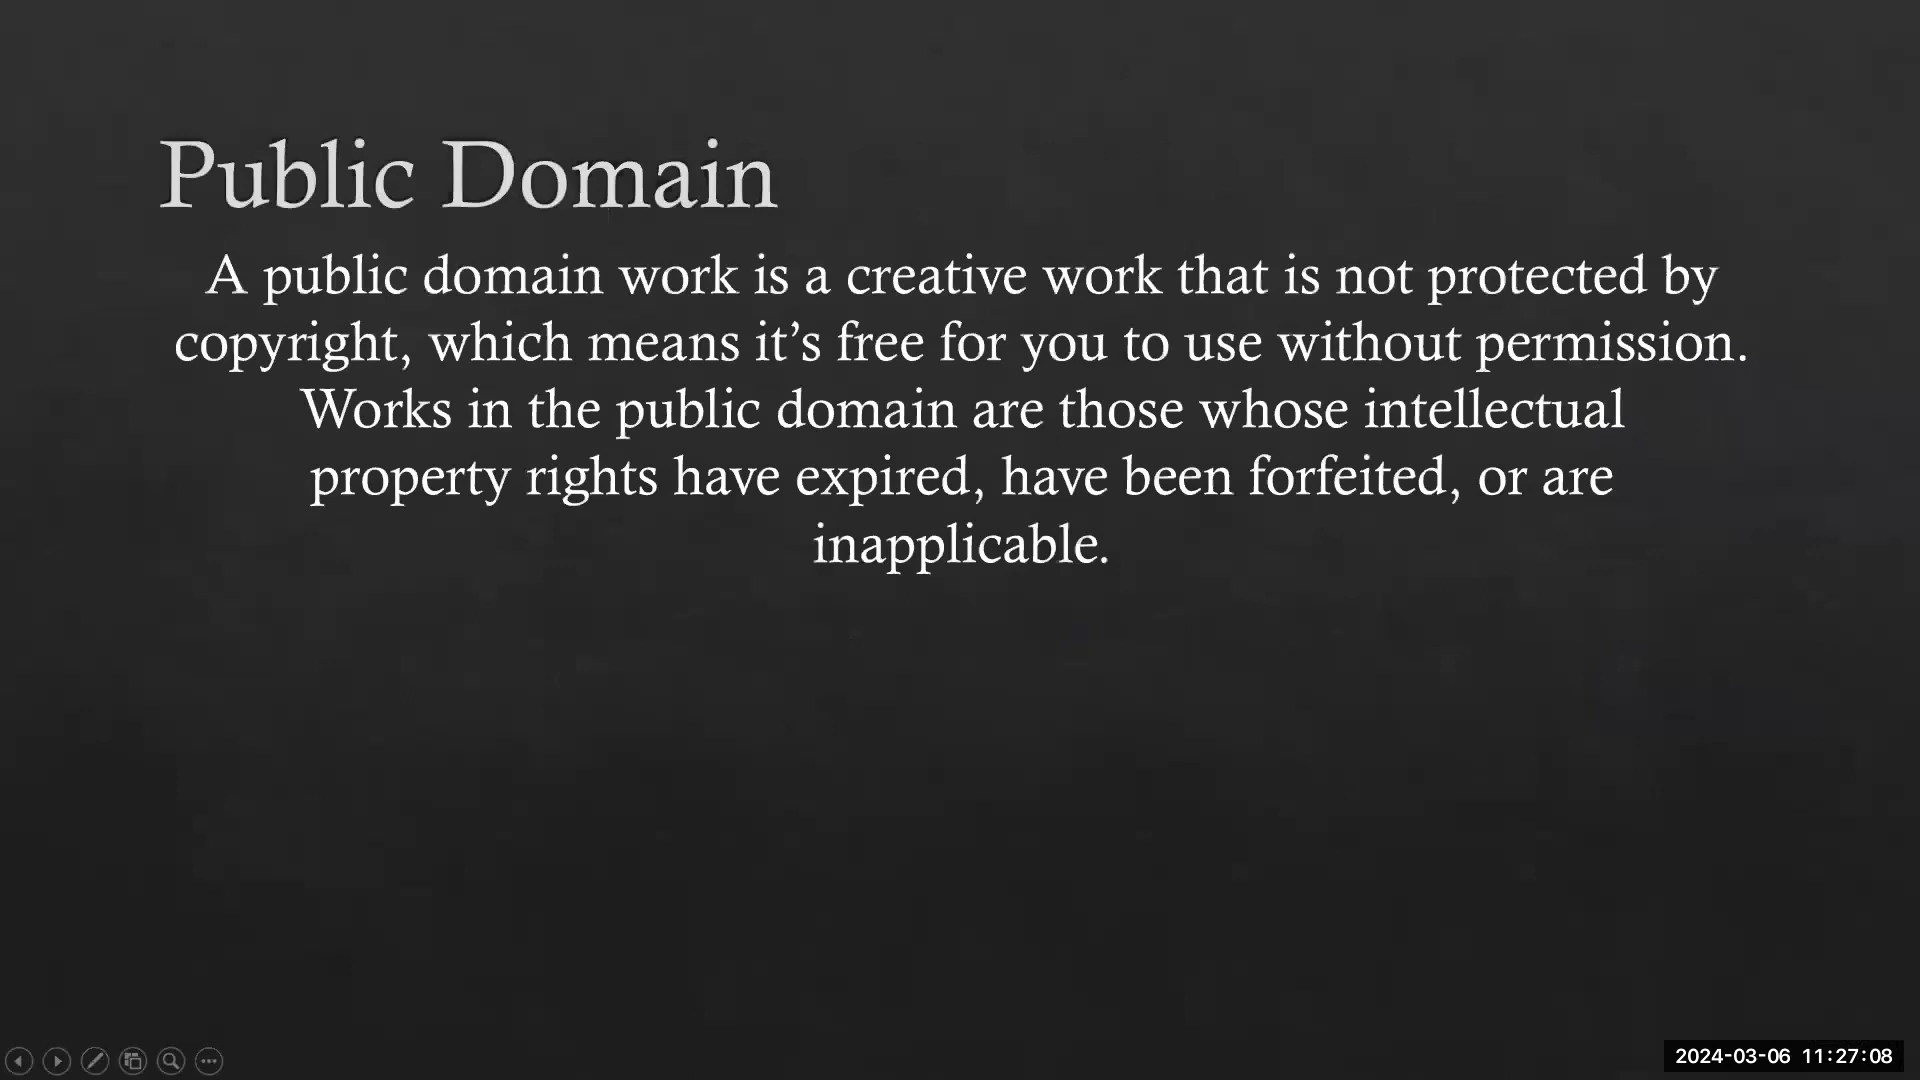 Public Domain
A public domain work is a creative work that is not protected by
copyright, which means it’s free for you to use without permission.
Works in the public domain are those whose intellectual
property rights have expired, have been forfeited, or are
inapplicable.
2024-03-06 11:27:08